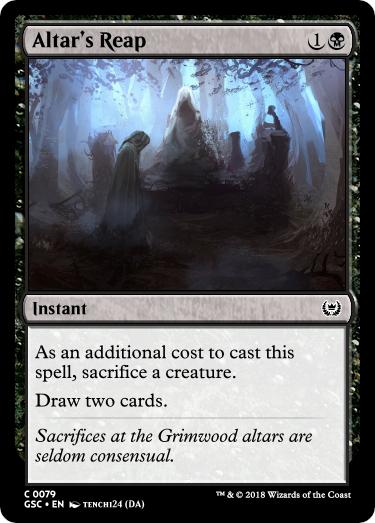 Altar's Reap 1
Instant
As an additional cost to cast this
spell, sacrifice a creature.
Draw two cards.
Sacrifices at the Grimwood altars are
seldom consensual.
C 0079
GSC • EN TENCH124 (DA)
™ & © 2018 Wizards of the Coast